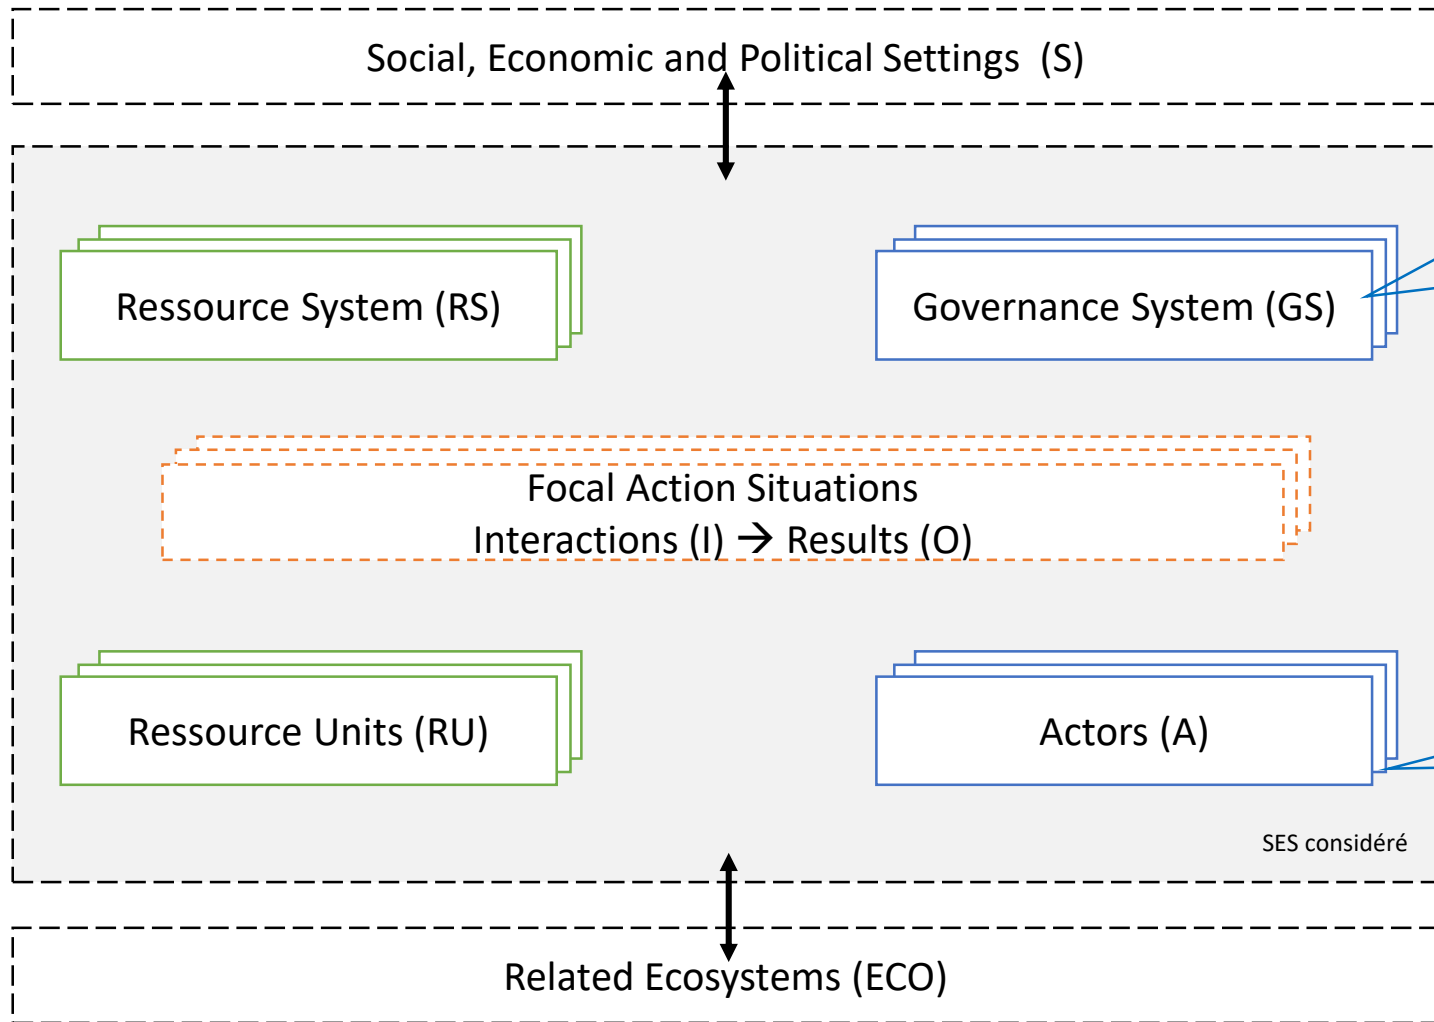 Social, Economic and Political Settings (S)
Ressource System (RS)
Governance System (GS)
Focal Action Situations
Interactions (I) → Results (O)
Ressource Units (RU)
Actors (A)
SES considéré
Related Ecosystems (ECO)